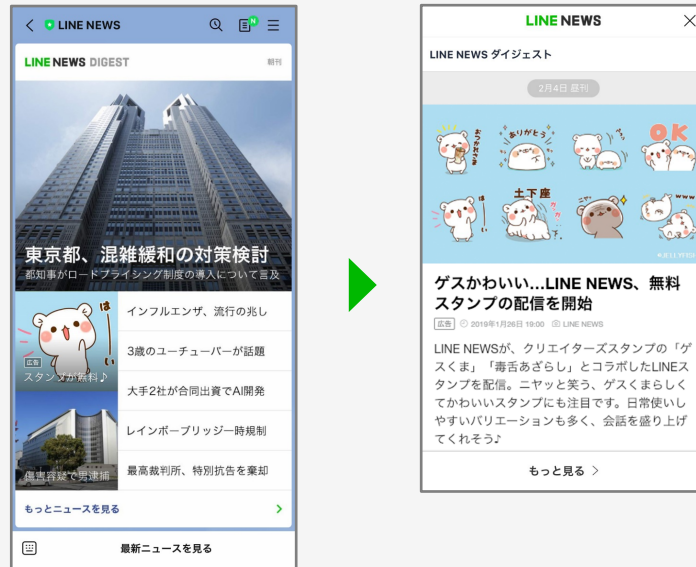 LINE NEWS
N
LINE NEWS DIGEST
朝刊
東京都、混雑緩和の対策検討
都知事がロードプライシング制度の導入について言及
は
い
広告
スタンプが無料♪
インフルエンザ、流行の兆し
3歳のユーチューバーが話題
大手2社が合同出資でAI開発
傷害容疑で男逮捕
レインボーブリッジ一時規制
最高裁判所、特別抗告を棄却
もっとニュースを見る
最新ニュースを見る
LINE NEWS
LINE NEWS ダイジェスト
2月4日 昼刊
おつかれさま
ありがとう
OK
はーい
土下座
ニヤッ
www
ゲスかわいい…LINE NEWS、無料
スタンプの配信を開始
広告 2019年1月26日 19:00 LINE NEWS
LINE NEWSが、クリエイターズスタンプの「ゲ
スくま」「毒舌あざらし」とコラボしたLINEス
タンプを配信。ニヤッと笑う、ゲスくまらしく
てかわいいスタンプにも注目です。日常使いし
やすいバリエーションも多く、会話を盛り上げ
てくれそう♪
もっと見る